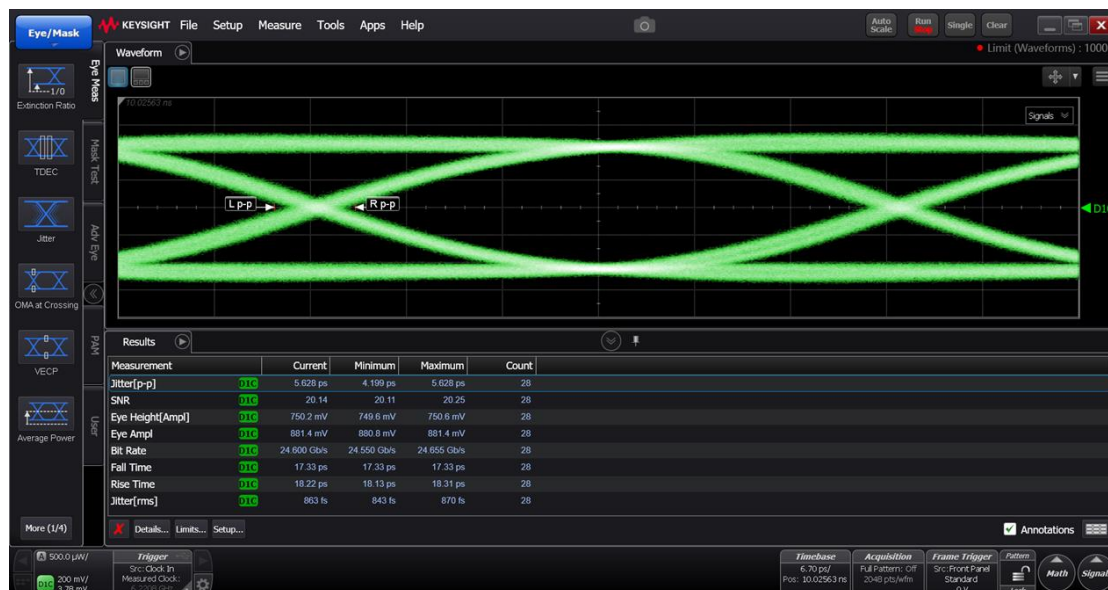 Eye/Mask
KEYSIGHT File Setup Measure Tools Apps Help
Auto Scale
Run Stop
Single
Clear
Waveform
Limit (Waveforms) : 1000
Eye Meas
Mask Test
Adv Eye
PAM
User
1/0
Extinction Ratio
TDEC
Jitter
OMA at Crossing
VECP
Average Power
More (1/4)
10.02563 ns
Signals
L p-p
R p-p
Results
Measurement Current Minimum Maximum Count
Jitter[p-p] D1C 5.628 ps 4.199 ps 5.628 ps 28
SNR D1C 20.14 20.11 20.25 28
Eye Height[Ampl] D1C 750.2 mV 749.6 mV 750.6 mV 28
Eye Ampl D1C 881.4 mV 880.8 mV 881.4 mV 28
Bit Rate D1C 24.600 Gb/s 24.550 Gb/s 24.655 Gb/s 28
Fall Time D1C 17.33 ps 17.33 ps 17.33 ps 28
Rise Time D1C 18.22 ps 18.13 ps 18.31 ps 28
Jitter[rms] D1C 863 fs 843 fs 870 fs 28
Details... Limits... Setup...
Annotations
A 500.0 µW/
D1C 200 mV/
3.78 mV
Trigger
Src: Clock In
Measured Clock:
Timebase
6.70 ps/
Pos: 10.02563 ns
Acquisition
Full Pattern: Off
2048 pts/wfm
Frame Trigger
Src: Front Panel
Standard
0 V
Pattern
Math
Signals